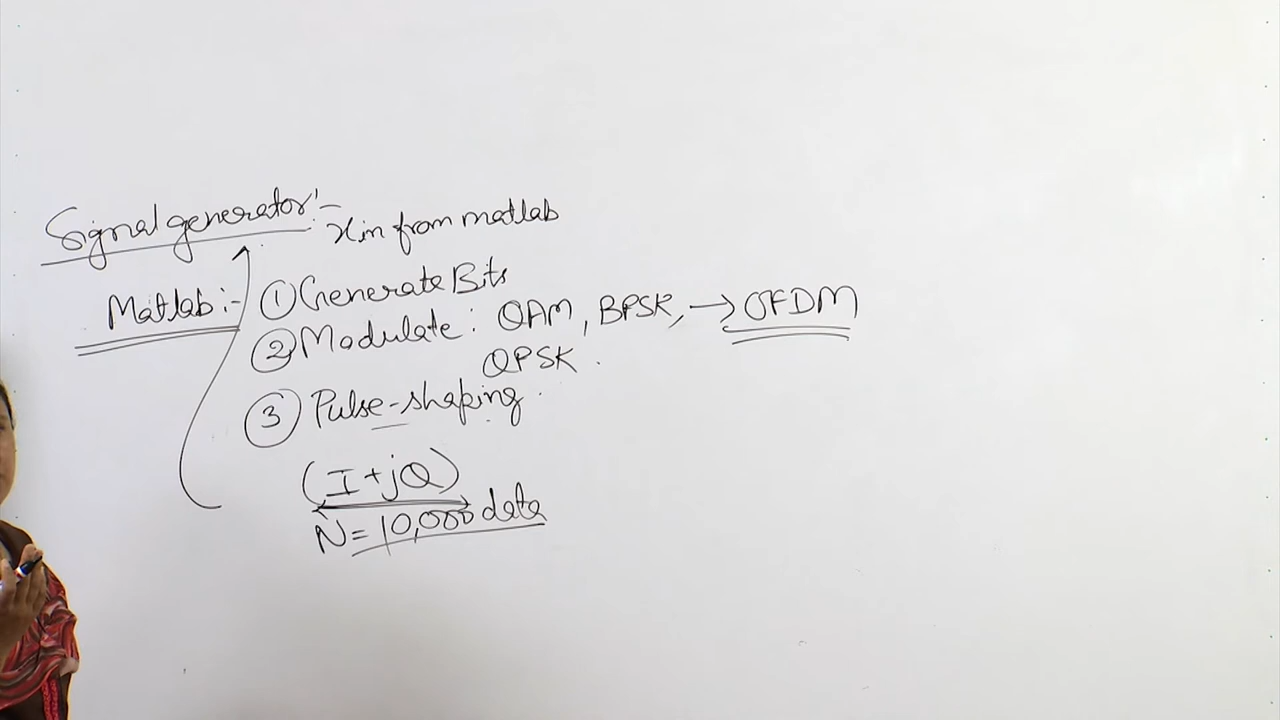 Signal generator:-
xin from matlab
Matlab:- ① Generate Bits
② Modulate: QAM, BPSK, → OFDM
QPSK.
③ Pulse-shaping.
(I+jQ)
N=10,000 data